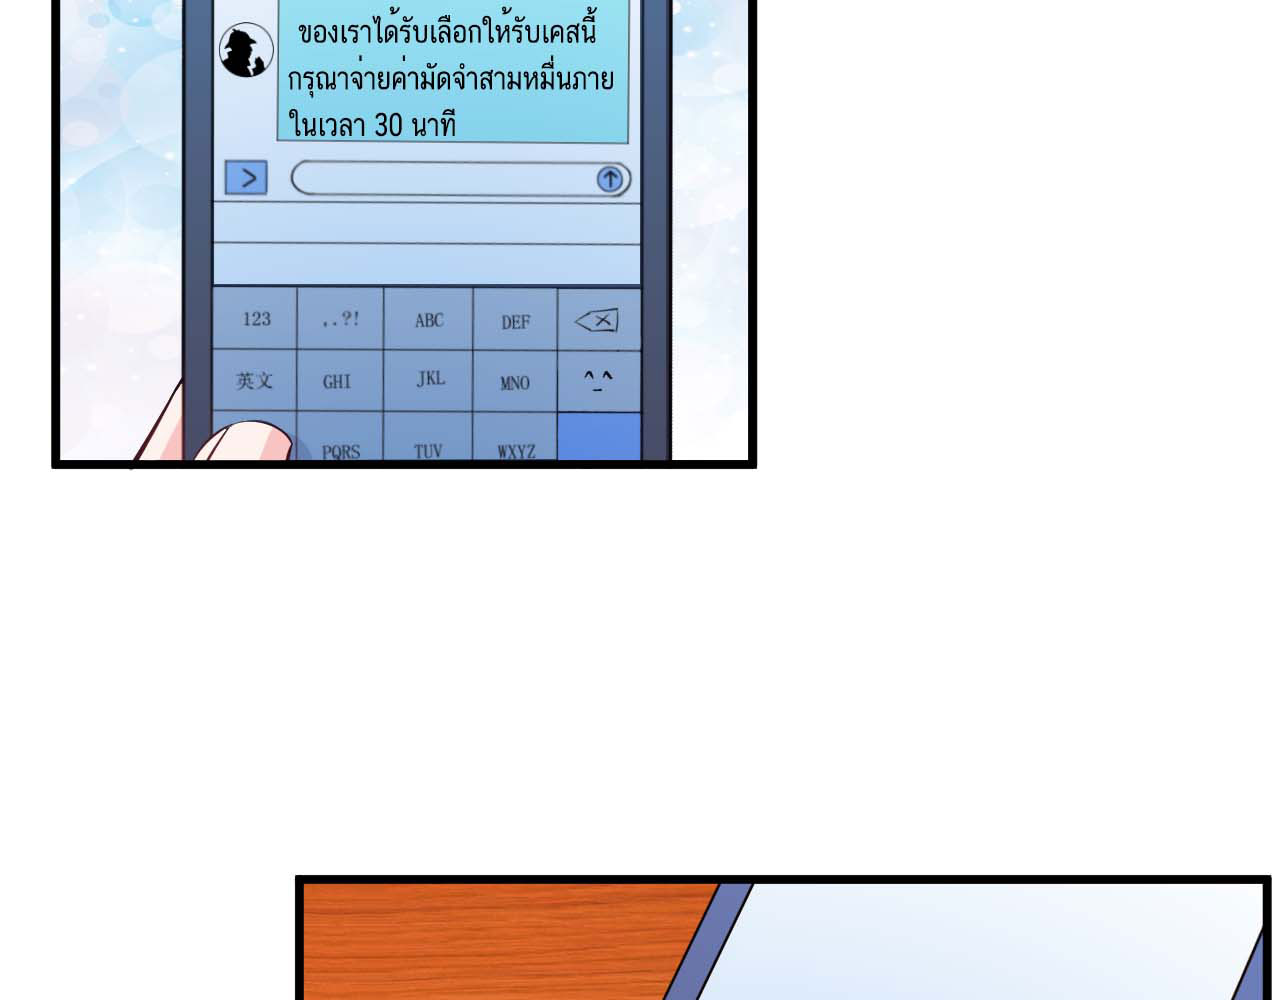 ของเราได้รับเลือกให้รับเคสนี้
กรุณาจ่ายค่ามัดจำสามหมื่นภาย
ในเวลา 30 นาที
>
123 ,.?! ABC DEF
英文 GHI JKL MNO ^_^
PQRS TUV WXYZ